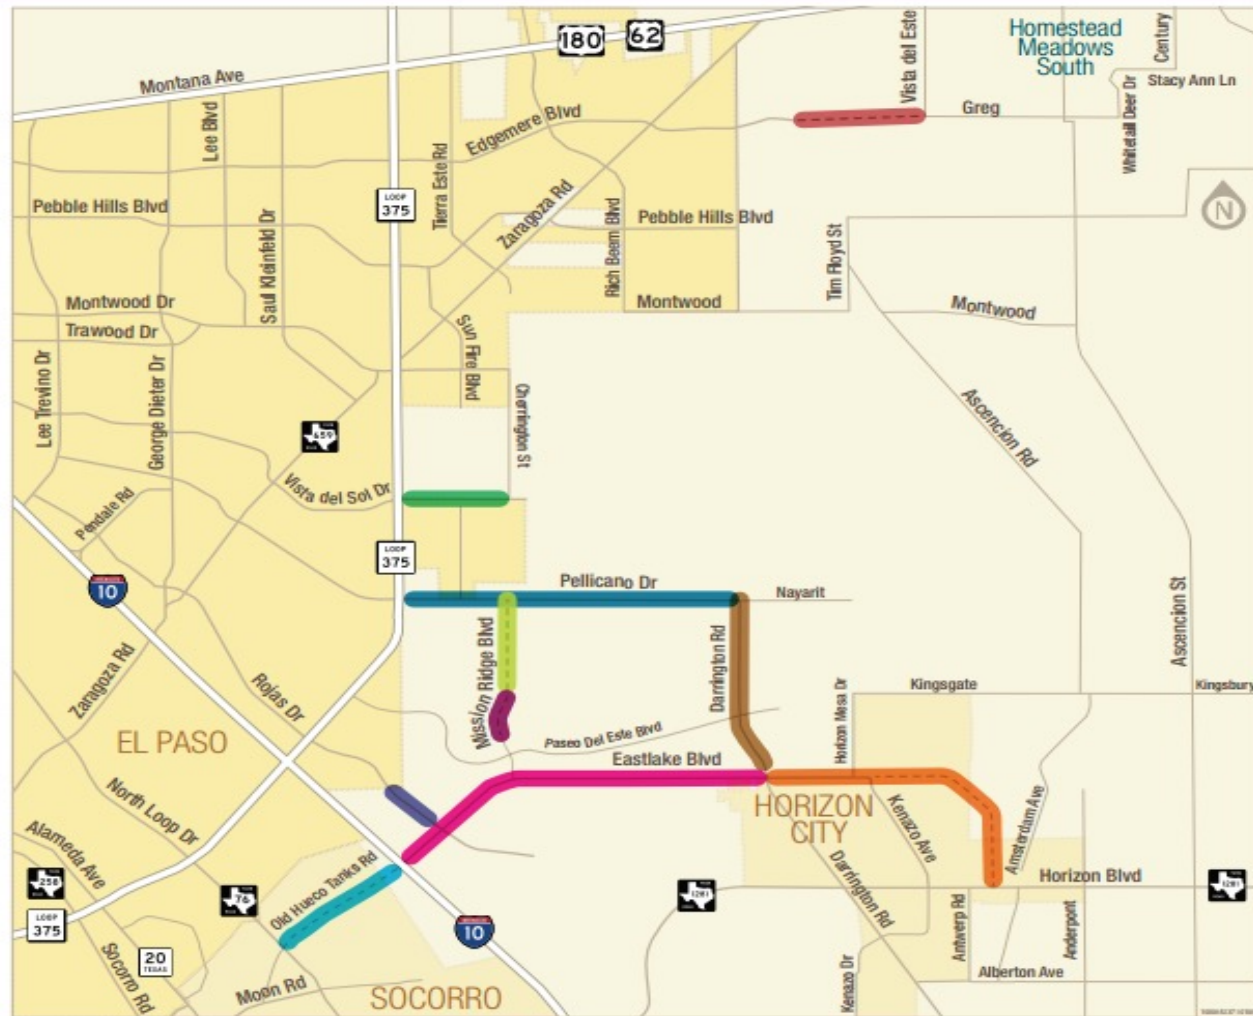 180
62
Vista del Este
Homestead
Meadows
South
Century
Stacy Ann Ln
Montana Ave
Lee Blvd
Edgemere Blvd
Greg
Whitetail Deer Dr
Tierra Este Rd
LOOP
375
Zaragoza Rd
N
Pebble Hills Blvd
Saul Kleinfeld Dr
Rich Beem Blvd
Pebble Hills Blvd
Tim Floyd St
Montwood Dr
Trawood Dr
Montwood
Montwood
Sun Fire Blvd
Lee Trevino Dr
George Dieter Dr
Charrington St
Ascencion Rd
659
Vista del Sol Dr
Pendale Rd
LOOP
375
10
Pellicano Dr
Nayarit
Ascencion St
Zaragoza Rd
Rojas Dr
Mission Ridge Blvd
Darrington Rd
Kingsgate
Kingsbury
EL PASO
Paseo Del Este Blvd
Horizon Mesa Dr
Eastlake Blvd
North Loop Dr
HORIZON
CITY
Kenazo Ave
Amsterdam Ave
Alameda Ave
Old Hueco Tanks Rd
Darrington Rd
Horizon Blvd
258
76
1281
1281
LOOP
375
10
Antwerp Rd
Anderpont
20
TEXAS
Socorro Rd
Moon Rd
SOCORRO
Kenazo Dr
Alberton Ave